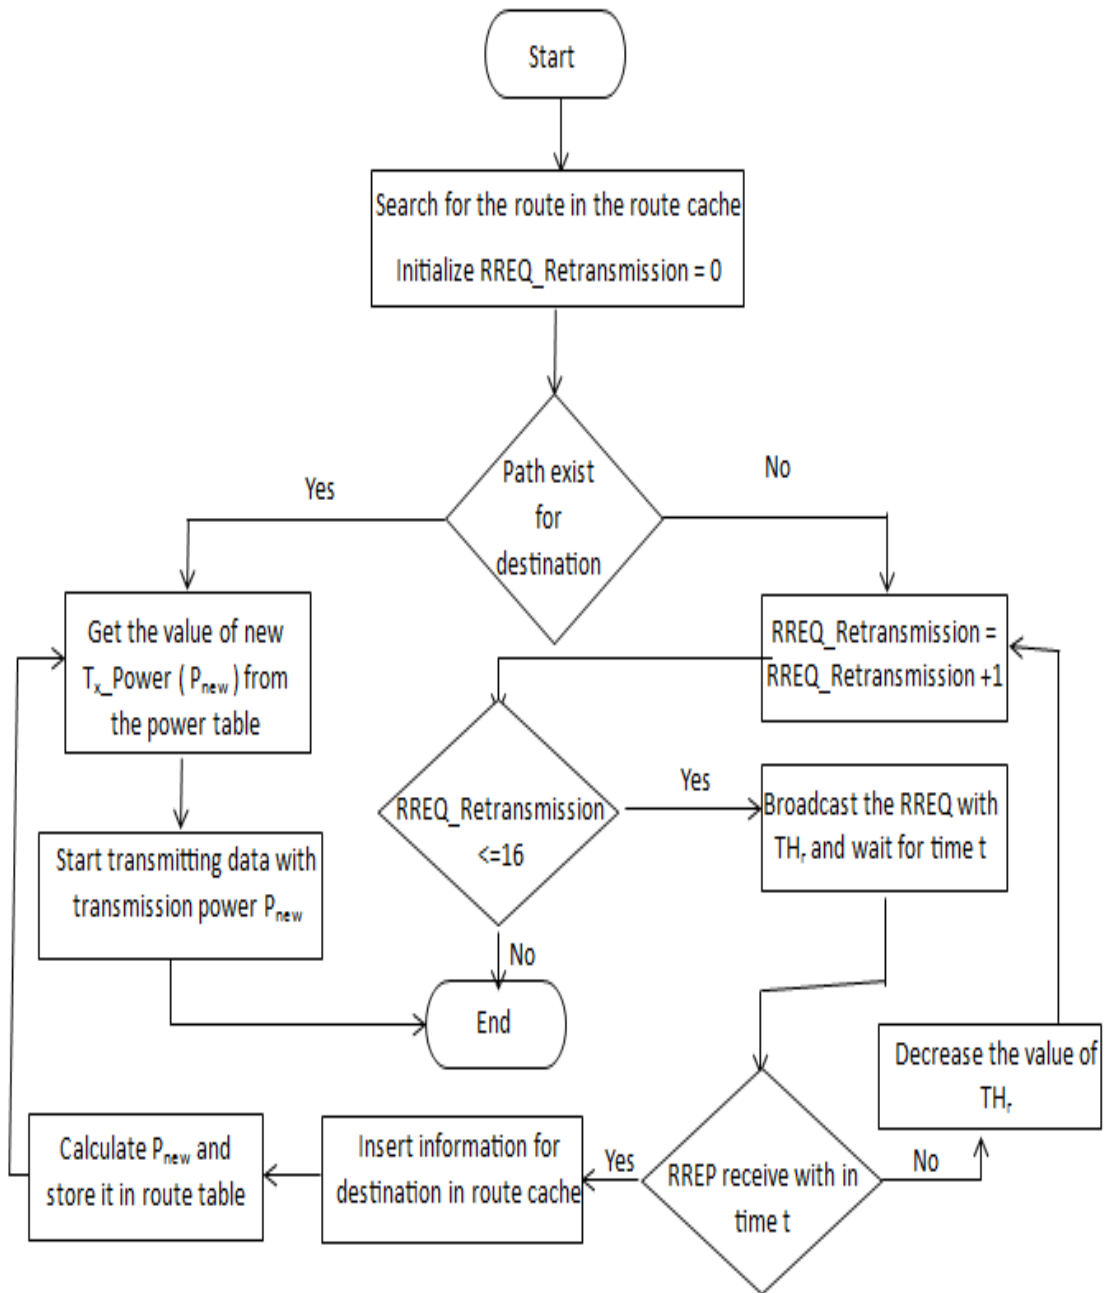 Start
Search for the route in the route cache
Initialize RREQ_Retransmission = 0
Path exist
for
destination
Yes
No
Get the value of new
Tₓ_Power ( Pₙₑw ) from
the power table
RREQ_Retransmission =
RREQ_Retransmission +1
Start transmitting data with
transmission power Pₙₑw
RREQ_Retransmission
<=16
Yes
Broadcast the RREQ with
THᵣ and wait for time t
No
End
Decrease the value of
THᵣ
RREP receive with in
time t
No
Yes
Insert information for
destination in route cache
Calculate Pₙₑw and
store it in route table